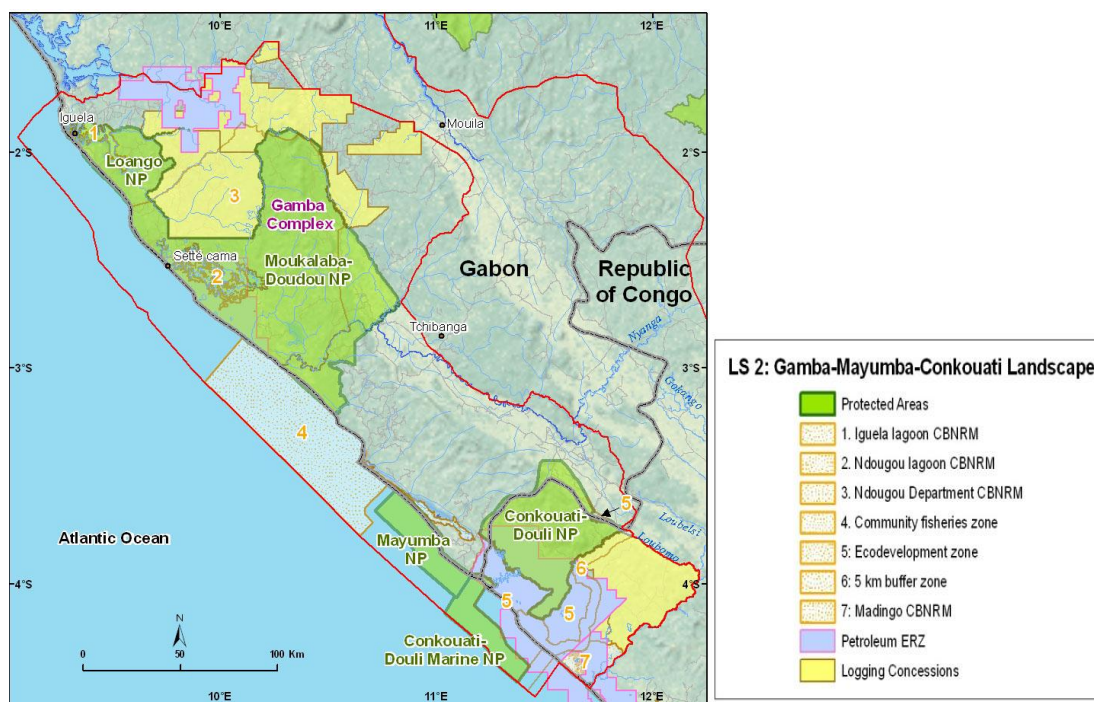 10°E
11°E
12°E
Iguela
1
Mouila
2°S
2°S
Loango
NP
3
Gamba
Complex
Sette cama
2
Moukalaba-
Doudou NP
Gabon
Republic
of Congo
Tchibanga
Nyanga
Gokango
3°S
3°S
4
5
Loubetsi
Loubomo
Conkouati-
Douli NP
Atlantic Ocean
Mayumba
NP
6
4°S
4°S
5
5
N
Conkouati-
Douli Marine NP
7
0 50 100 Km
10°E
11°E
12°E
LS 2: Gamba-Mayumba-Conkouati Landscape
Protected Areas
1. Iguela lagoon CBNRM
2. Ndougou lagoon CBNRM
3. Ndougou Department CBNRM
4. Community fisheries zone
5: Ecodevelopment zone
6: 5 km buffer zone
7: Madingo CBNRM
Petroleum ERZ
Logging Concessions